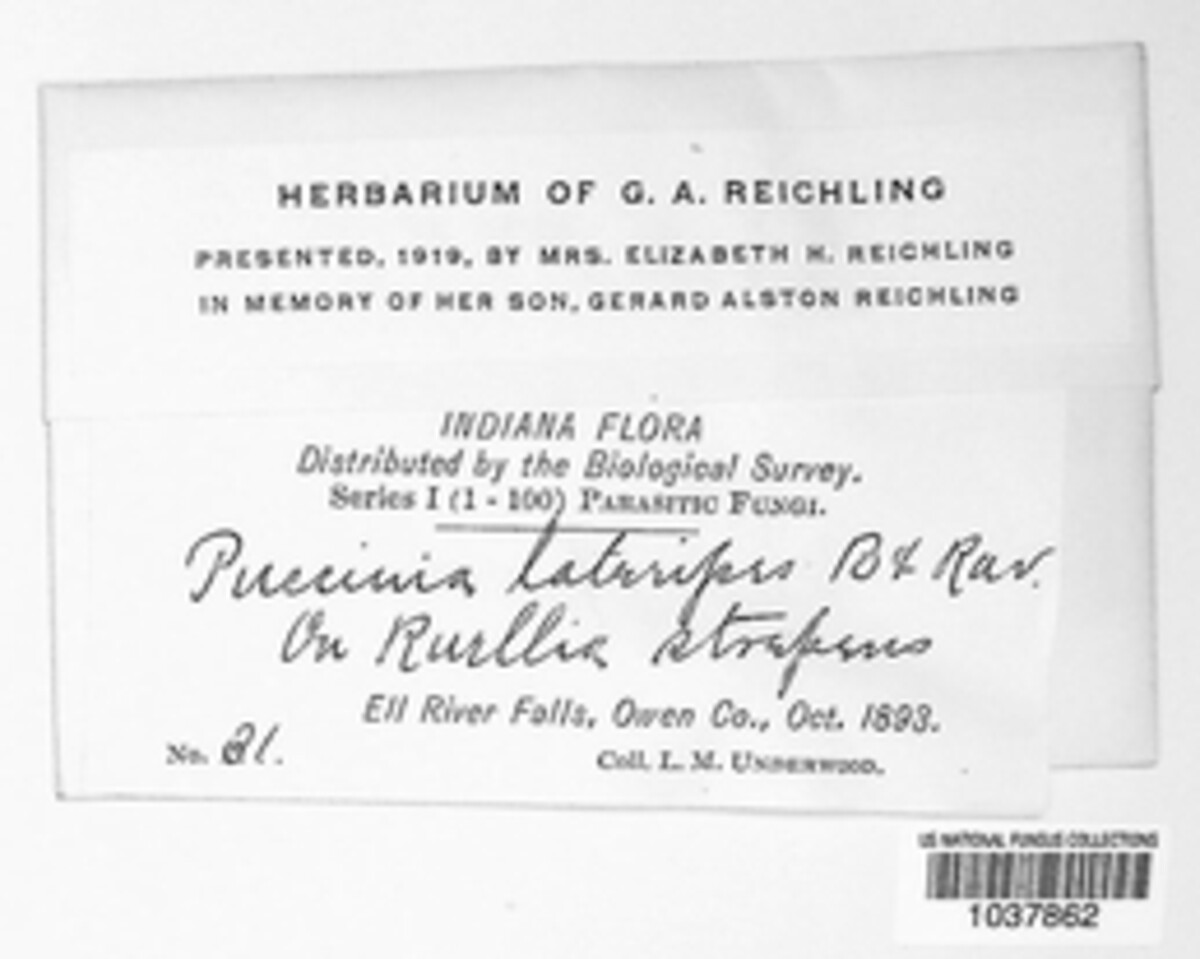 HERBARIUM OF G. A. REICHLING
PRESENTED, 1919, BY MRS. ELIZABETH H. REICHLING
IN MEMORY OF HER SON, GERARD ALSTON REICHLING
INDIANA FLORA
Distributed by the Biological Survey.
Series I (1 - 100) PARASITIC FUNGI.
Puccinia lateripes B & Rav.
On Ruellia strepens
Ell River Falls, Owen Co., Oct. 1893.
No. 81.
Coll. L. M. UNDERWOOD.
US NATIONAL FUNGUS COLLECTIONS
1037862